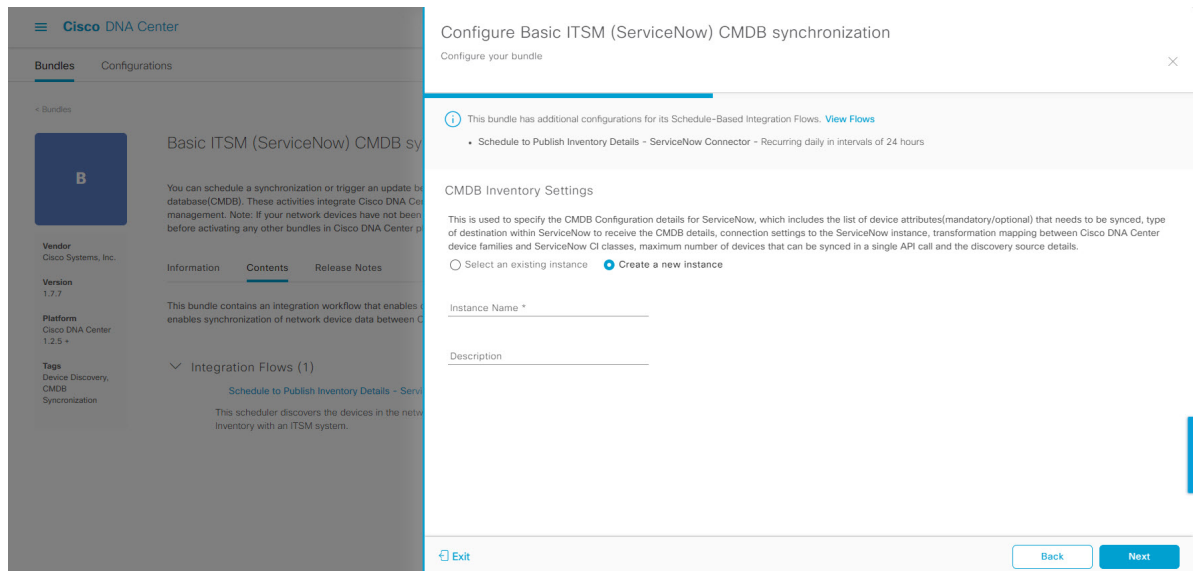 Cisco DNA Center
Bundles Configurations
< Bundles
B
Basic ITSM (ServiceNow) CMDB sy
You can schedule a synchronization or trigger an update be
database(CMDB). These activities integrate Cisco DNA Ce
management. Note: If your network devices have not been
before activating any other bundles in Cisco DNA Center p
Vendor
Cisco Systems, Inc.
Version
1.7.7
Platform
Cisco DNA Center
1.2.5 +
Tags
Device Discovery,
CMDB
Syncronization
Information Contents Release Notes
This bundle contains an integration workflow that enables
enables synchronization of network device data between C
Integration Flows (1)
Schedule to Publish Inventory Details - Servi
This scheduler discovers the devices in the netw
Inventory with an ITSM system.
Configure Basic ITSM (ServiceNow) CMDB synchronization
Configure your bundle
This bundle has additional configurations for its Schedule-Based Integration Flows. View Flows
• Schedule to Publish Inventory Details - ServiceNow Connector - Recurring daily in intervals of 24 hours
CMDB Inventory Settings
This is used to specify the CMDB Configuration details for ServiceNow, which includes the list of device attributes(mandatory/optional) that needs to be synced, type
of destination within ServiceNow to receive the CMDB details, connection settings to the ServiceNow instance, transformation mapping between Cisco DNA Center
device families and ServiceNow CI classes, maximum number of devices that can be synced in a single API call and the discovery source details.
Select an existing instance Create a new instance
Instance Name *
Description
Exit Back Next